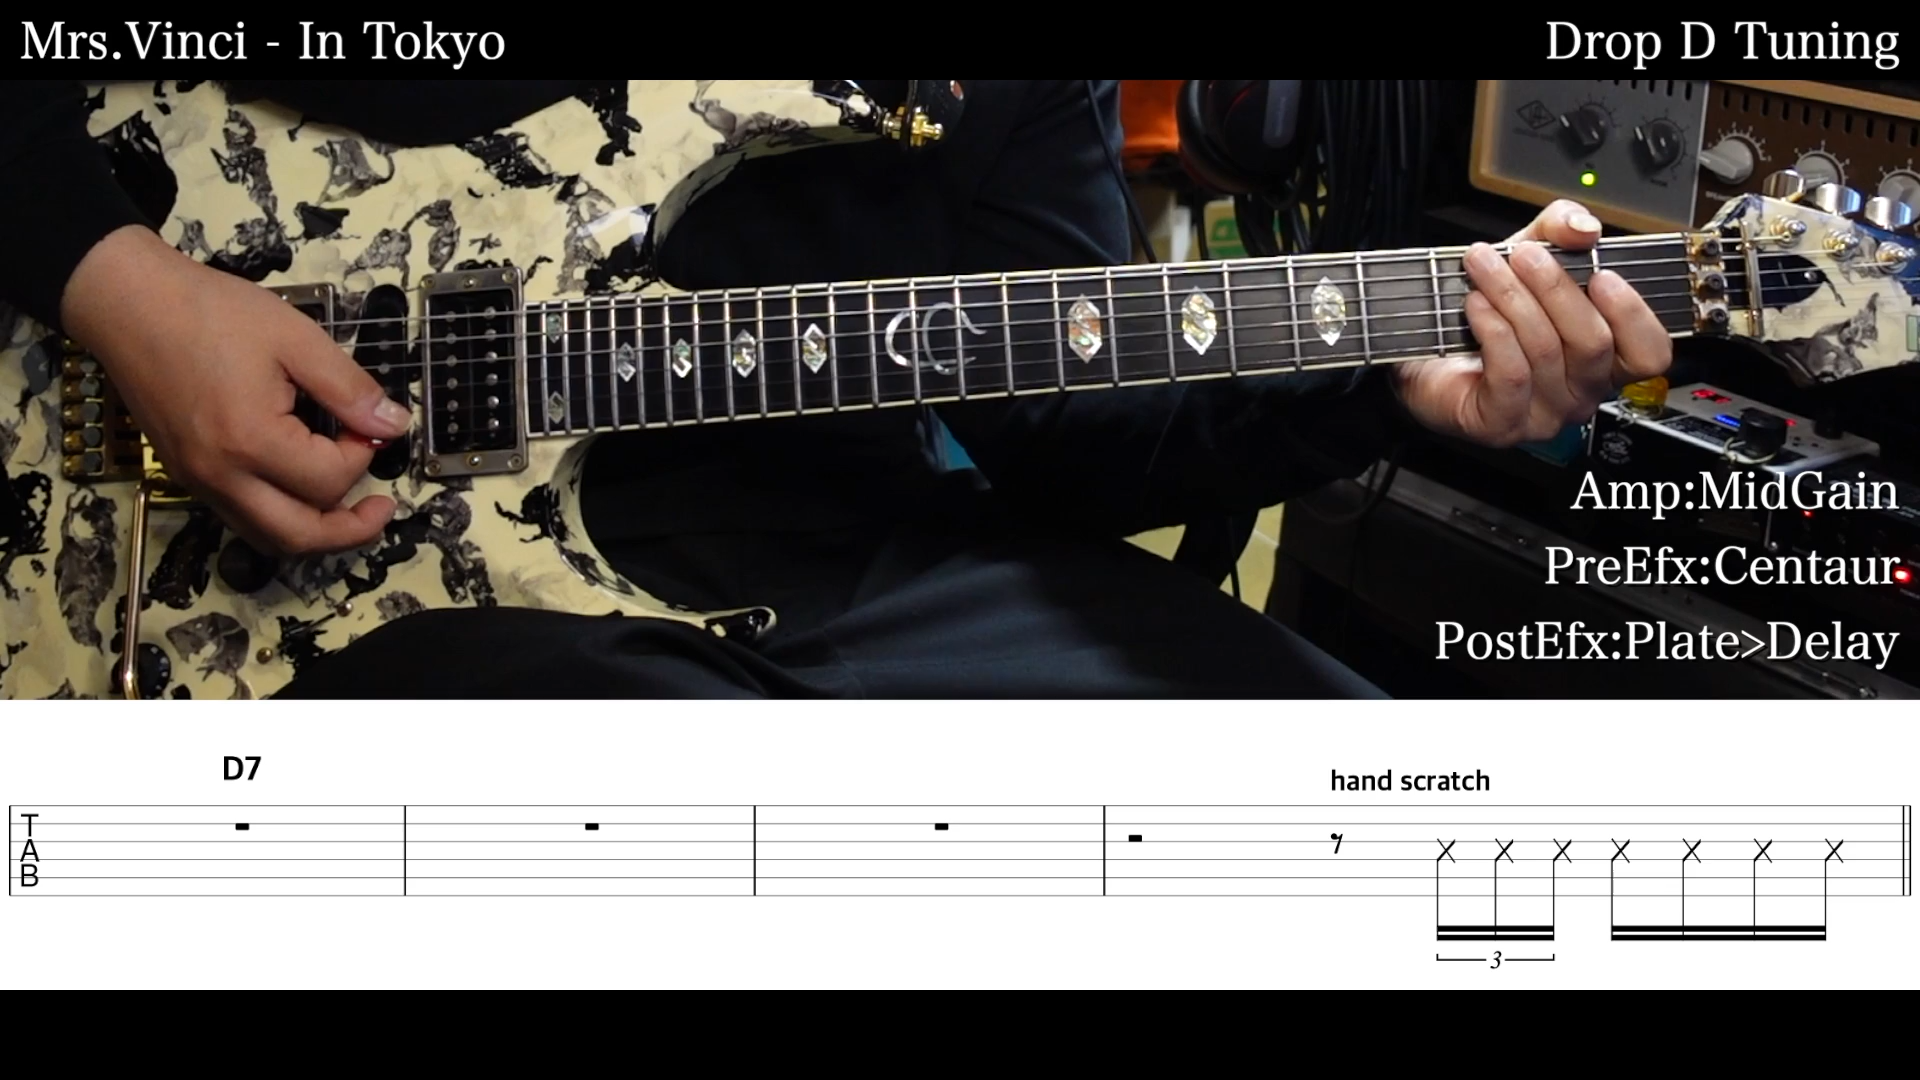 Mrs.Vinci - In Tokyo
Drop D Tuning
Amp:MidGain
PreEfx:Centaur
PostEfx:Plate>Delay
D7
hand scratch
T
A
B
3